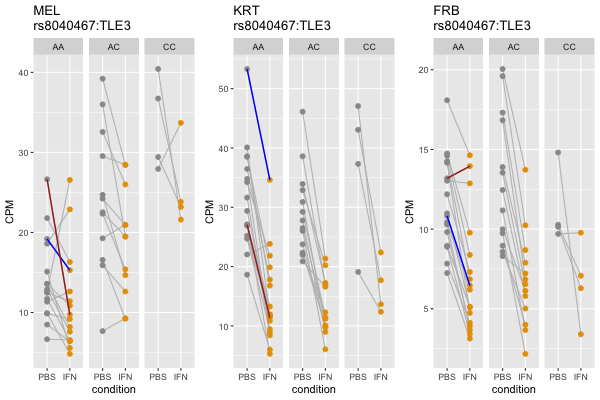 MEL
rs8040467:TLE3
AA AC CC
40
30
20
10
CPM
PBS IFN PBS IFN PBS IFN
condition
KRT
rs8040467:TLE3
AA AC CC
50
40
30
20
10
CPM
PBS IFN PBS IFN PBS IFN
condition
FRB
rs8040467:TLE3
AA AC CC
20
15
10
5
CPM
PBS IFN PBS IFN PBS IFN
condition